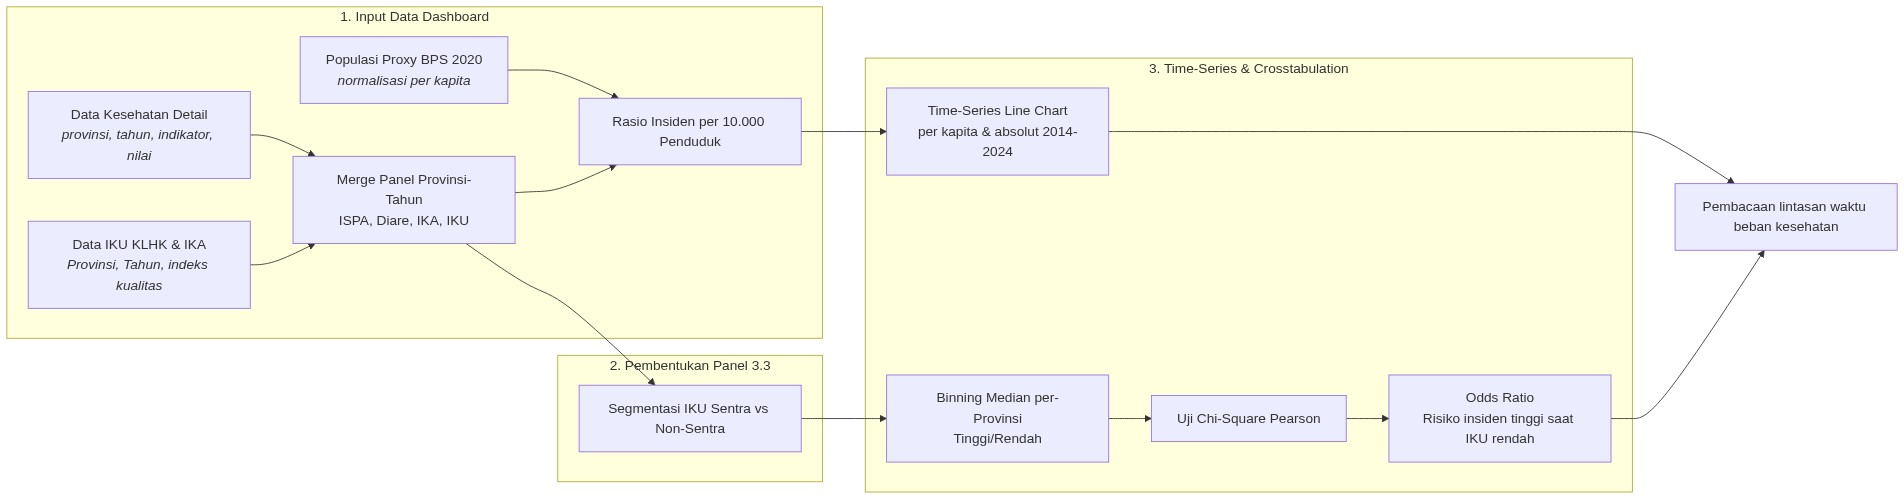 1. Input Data Dashboard
Populasi Proxy BPS 2020
normalisasi per kapita
Data Kesehatan Detail
provinsi, tahun, indikator,
nilai
Data IKU KLHK & IKA
Provinsi, Tahun, indeks
kualitas
Merge Panel Provinsi-
Tahun
ISPA, Diare, IKA, IKU
Rasio Insiden per 10.000
Penduduk
2. Pembentukan Panel 3.3
Segmentasi IKU Sentra vs
Non-Sentra
3. Time-Series & Crosstabulation
Time-Series Line Chart
per kapita & absolut 2014-
2024
Binning Median per-
Provinsi
Tinggi/Rendah
Uji Chi-Square Pearson
Odds Ratio
Risiko insiden tinggi saat
IKU rendah
Pembacaan lintasan waktu
beban kesehatan